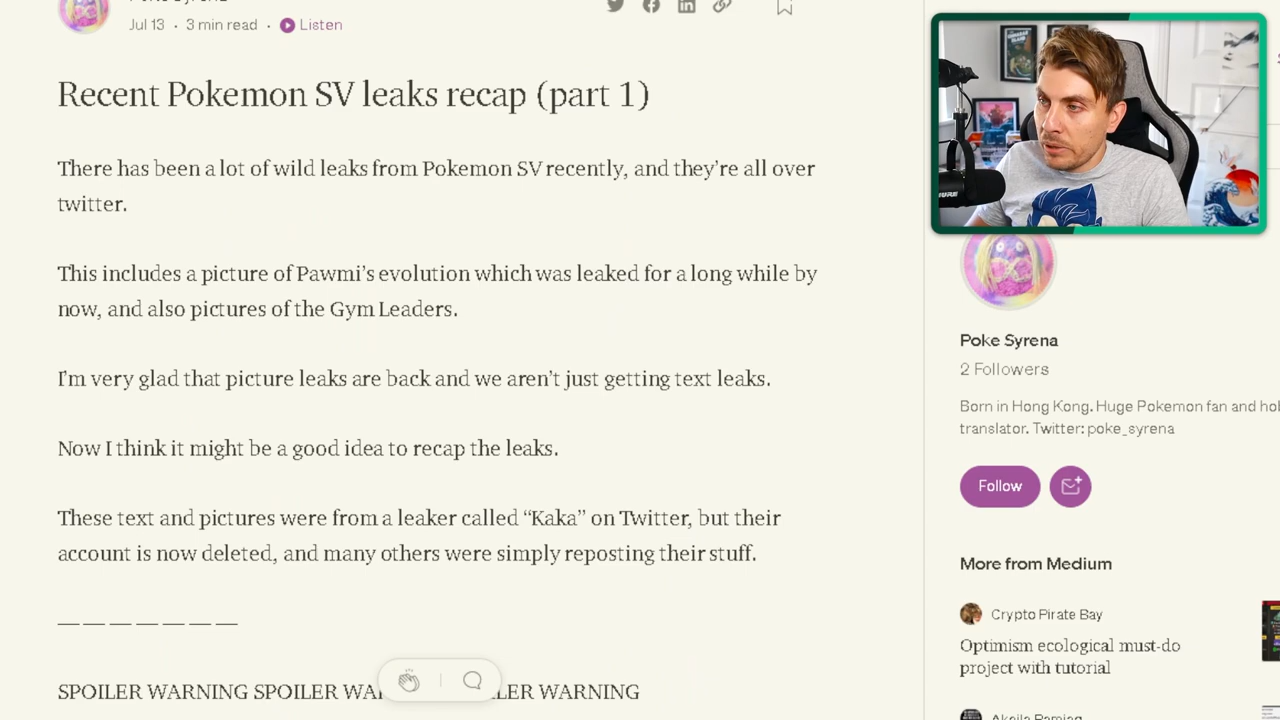 Jul 13 · 3 min read · Listen
Recent Pokemon SV leaks recap (part 1)
There has been a lot of wild leaks from Pokemon SV recently, and they're all over
twitter.
This includes a picture of Pawmi's evolution which was leaked for a long while by
now, and also pictures of the Gym Leaders.
I'm very glad that picture leaks are back and we aren't just getting text leaks.
Now I think it might be a good idea to recap the leaks.
These text and pictures were from a leaker called “Kaka” on Twitter, but their
account is now deleted, and many others were simply reposting their stuff.
— — — — — — —
SPOILER WARNING SPOILER WAR LER WARNING
Poke Syrena
2 Followers
Born in Hong Kong. Huge Pokemon fan and
translator. Twitter: poke_syrena
Follow
More from Medium
Crypto Pirate Bay
Optimism ecological must-do
project with tutorial